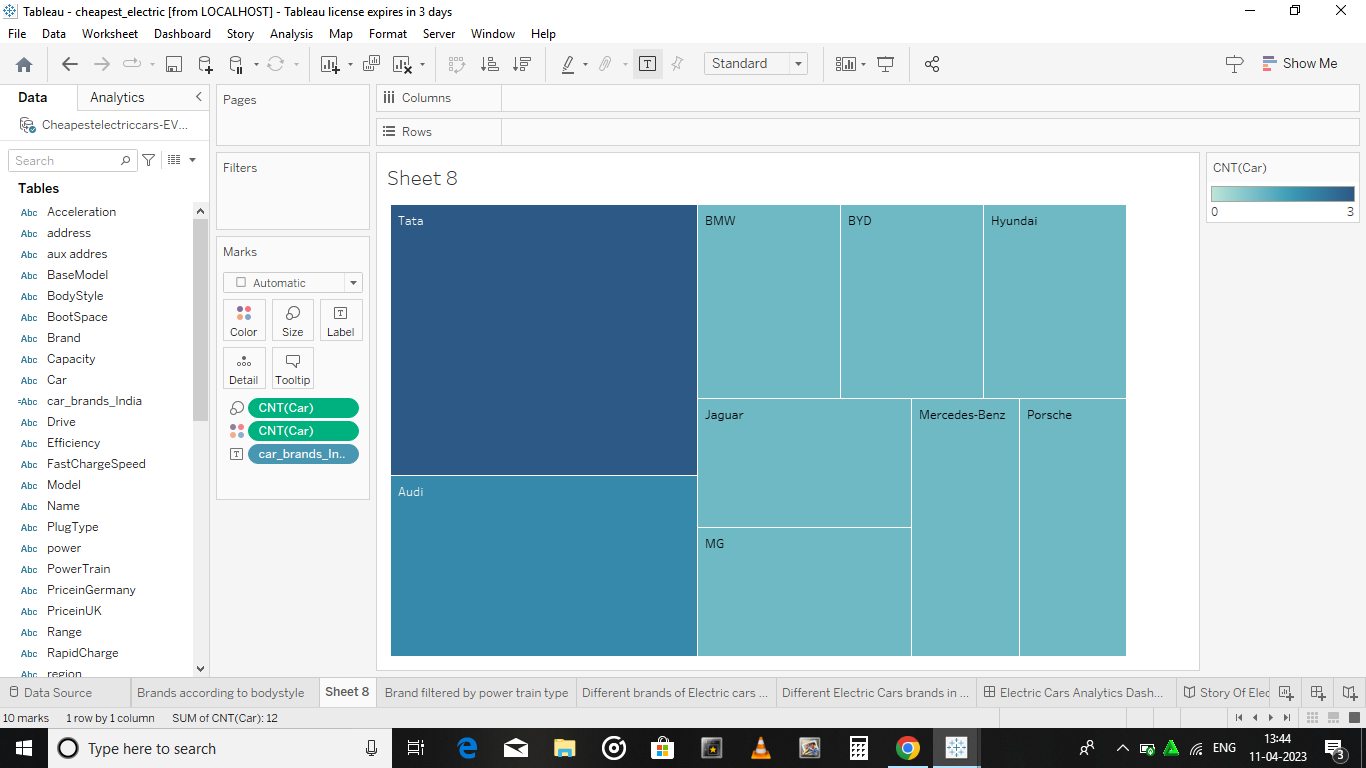 Tableau - cheapest_electric [from LOCALHOST] - Tableau license expires in 3 days
File Data Worksheet Dashboard Story Analysis Map Format Server Window Help
Standard
Show Me
Data Analytics
Cheapestelectriccars-EV...
Search
Tables
Abc Acceleration
Abc address
Abc aux addres
Abc BaseModel
Abc BodyStyle
Abc BootSpace
Abc Brand
Abc Capacity
Abc Car
=Abc car_brands_India
Abc Drive
Abc Efficiency
Abc FastChargeSpeed
Abc Model
Abc Name
Abc PlugType
Abc power
Abc PowerTrain
Abc PriceinGermany
Abc PriceinUK
Abc Range
Abc RapidCharge
Abc region
Pages
Filters
Marks
Automatic
Color Size T Label
Detail Tooltip
CNT(Car)
CNT(Car)
T car_brands_In..
Columns
Rows
Sheet 8
Tata
BMW
BYD
Hyundai
Audi
Jaguar
Mercedes-Benz
Porsche
MG
CNT(Car)
0 3
Data Source
Brands according to bodystyle
Sheet 8
Brand filtered by power train type
Different brands of Electric cars ...
Different Electric Cars brands in ...
Electric Cars Analytics Dash...
Story Of Elec
10 marks 1 row by 1 column SUM of CNT(Car): 12
Type here to search
ENG
13:44
11-04-2023
3